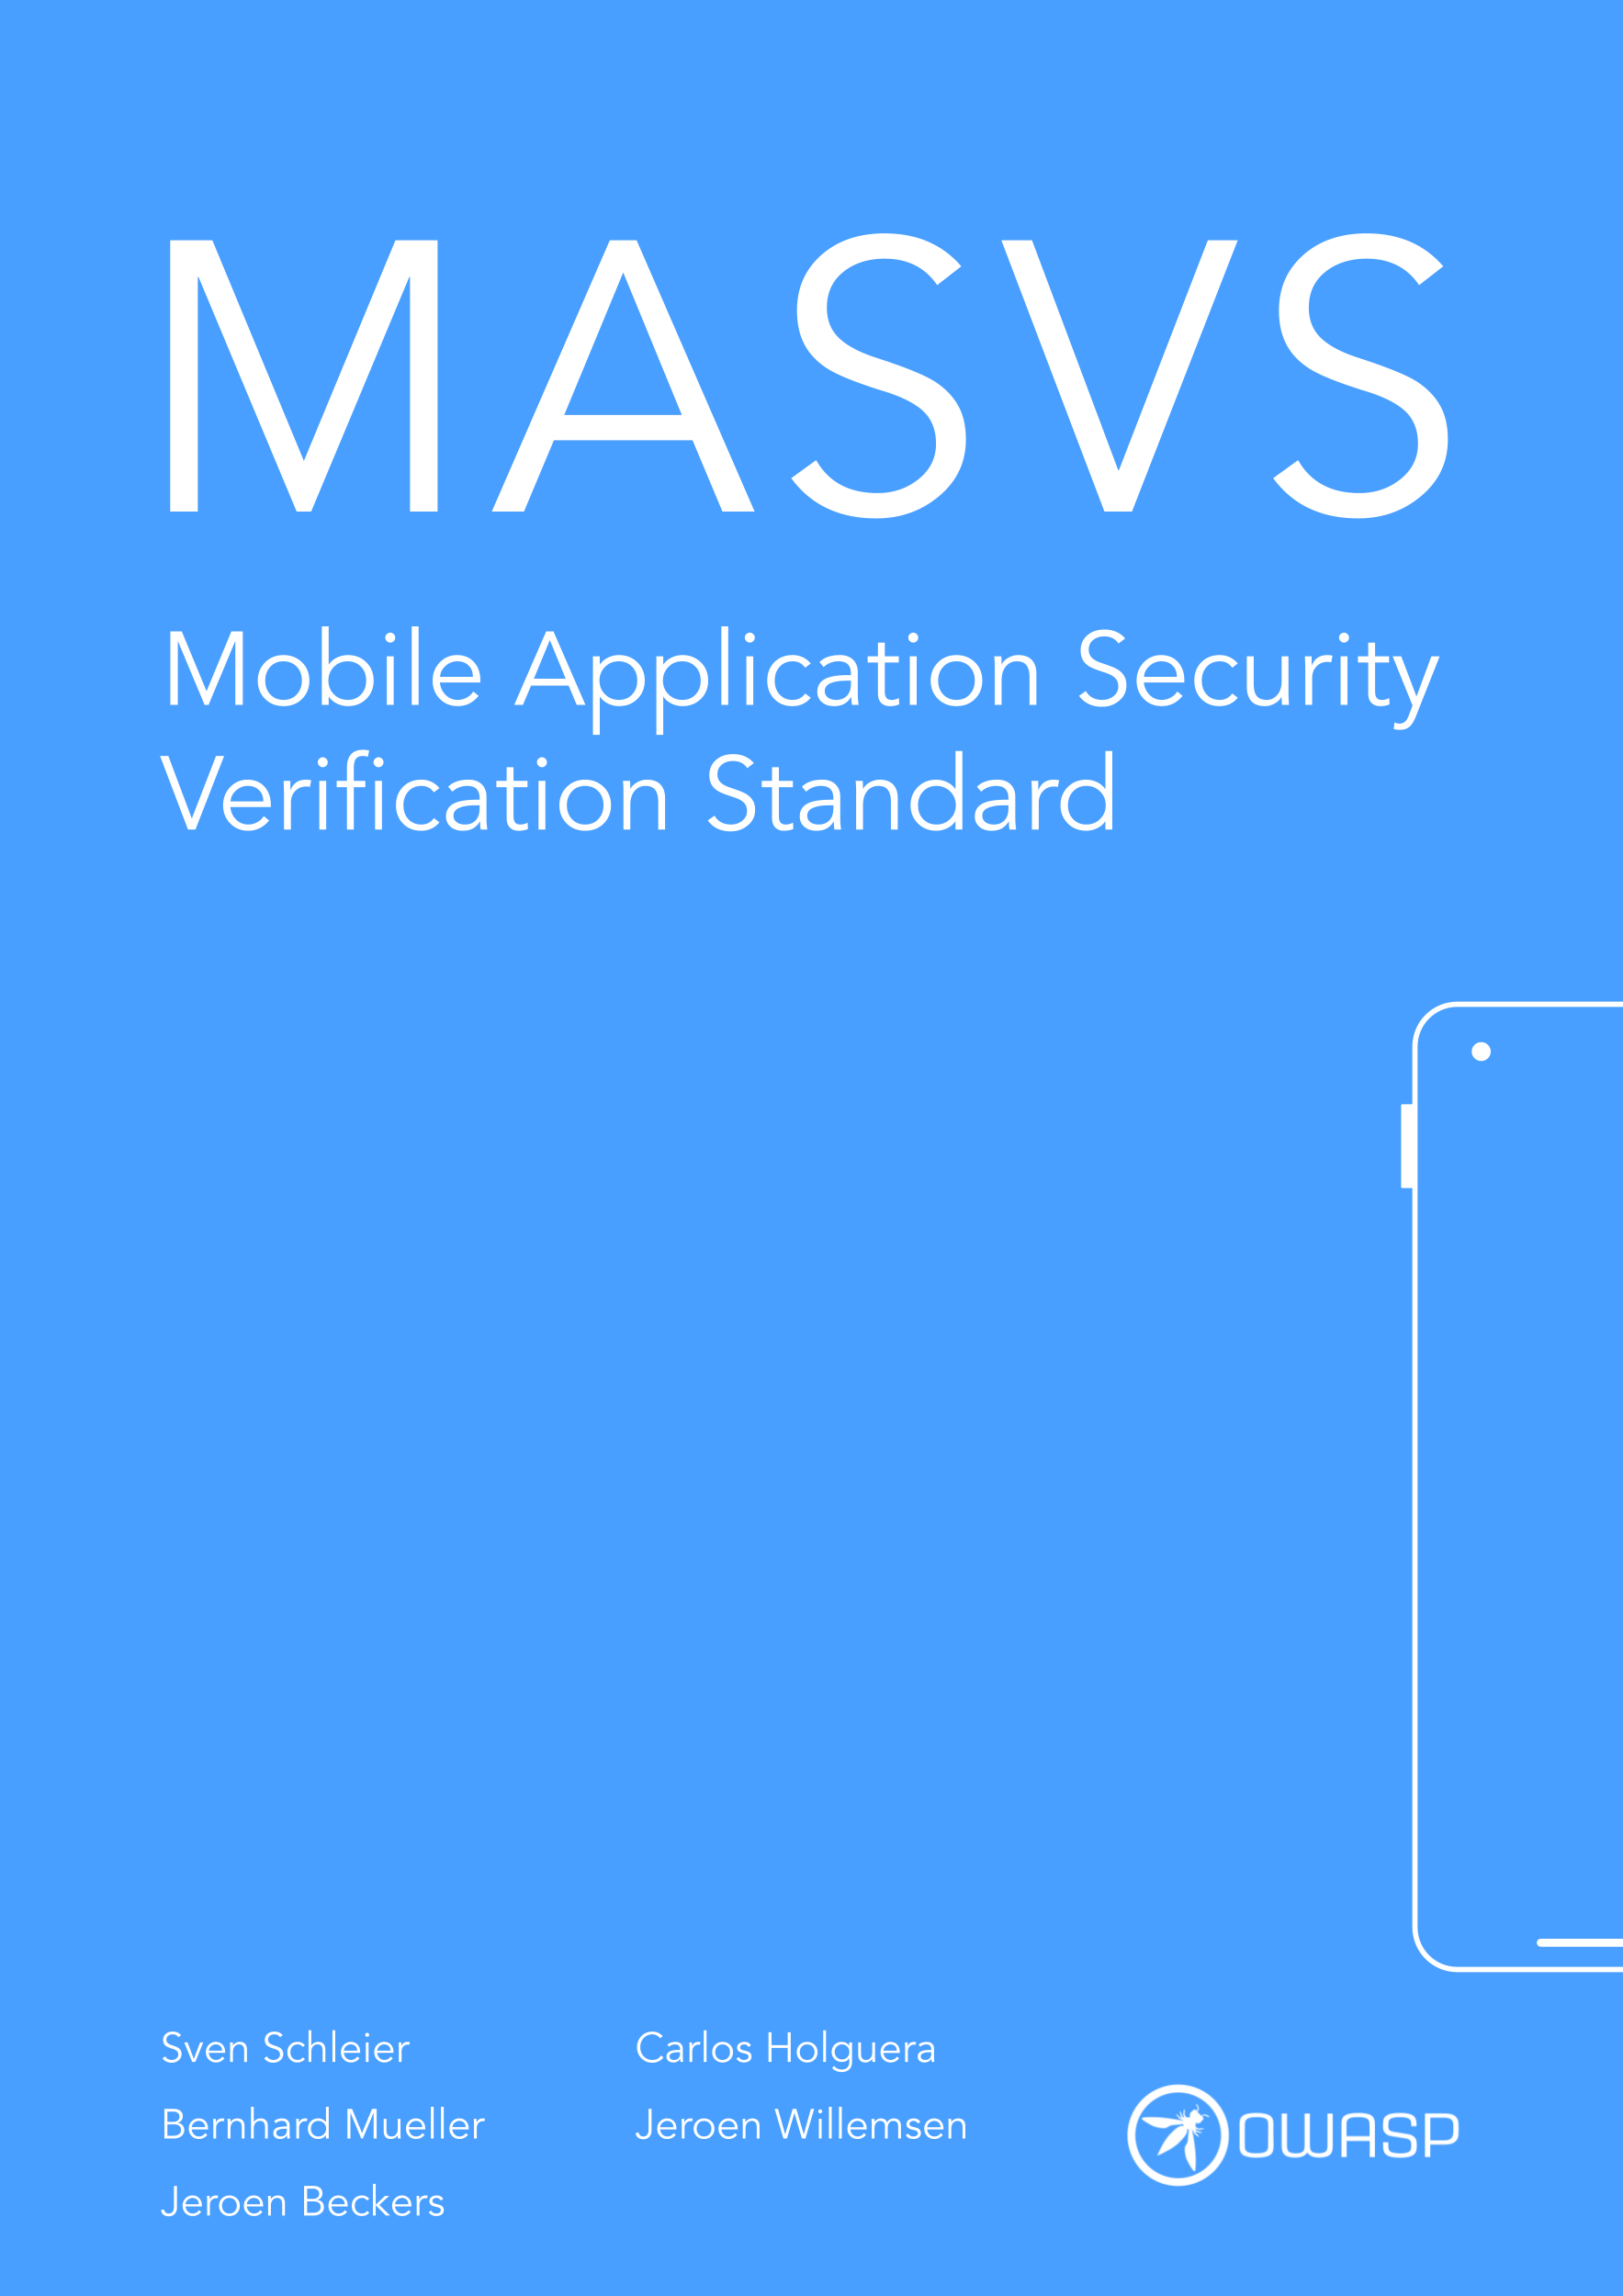 MASVS
Mobile Application Security
Verification Standard
Sven Schleier
Bernhard Mueller
Jeroen Beckers
Carlos Holguera
Jeroen Willemsen
OWASP